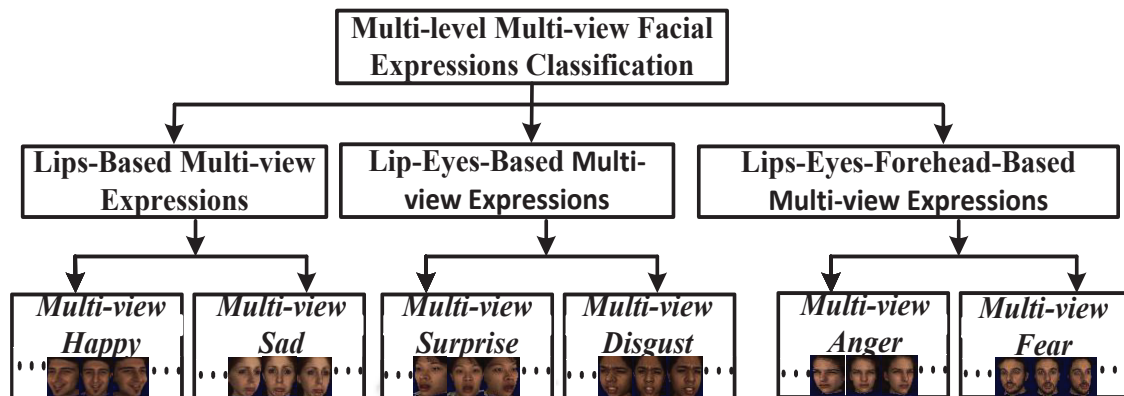 Multi-level Multi-view Facial
Expressions Classification
Lips-Based Multi-view
Expressions
Lip-Eyes-Based Multi-
view Expressions
Lips-Eyes-Forehead-Based
Multi-view Expressions
Multi-view
Happy
Multi-view
Sad
Multi-view
Surprise
Multi-view
Disgust
Multi-view
Anger
Multi-view
Fear